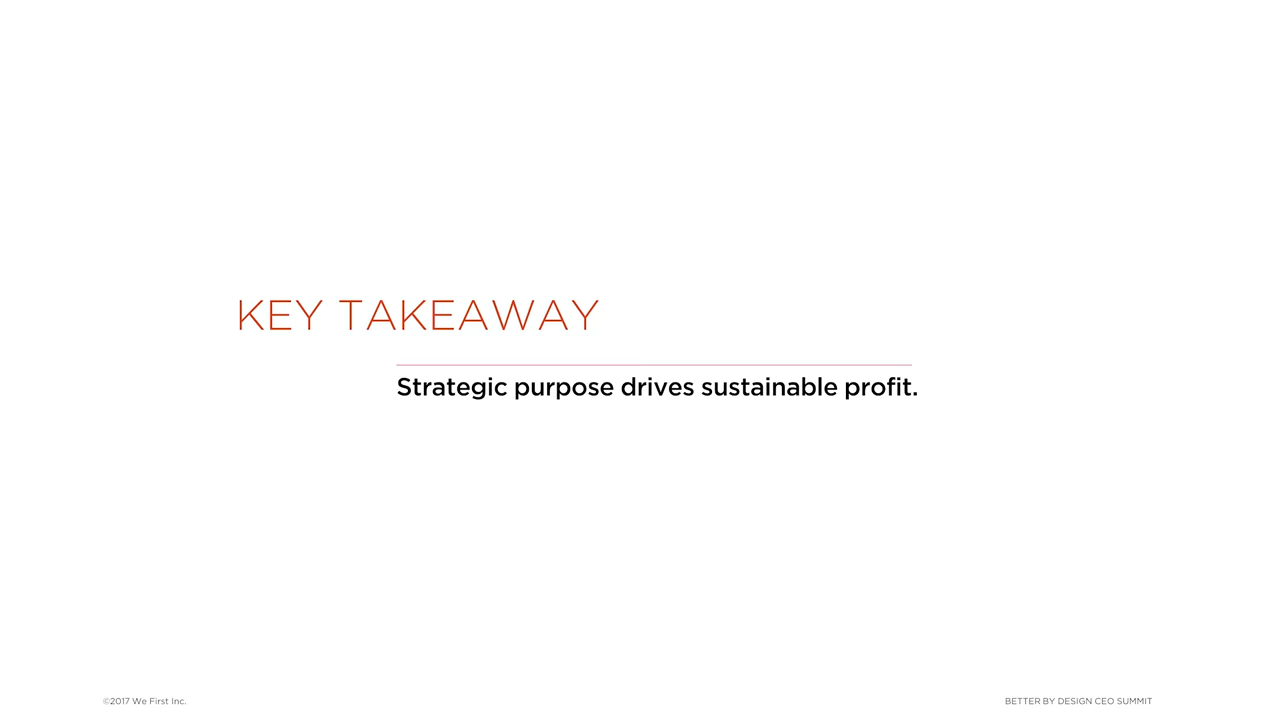 KEY TAKEAWAY
Strategic purpose drives sustainable profit.
©2017 We First Inc.
BETTER BY DESIGN CEO SUMMIT